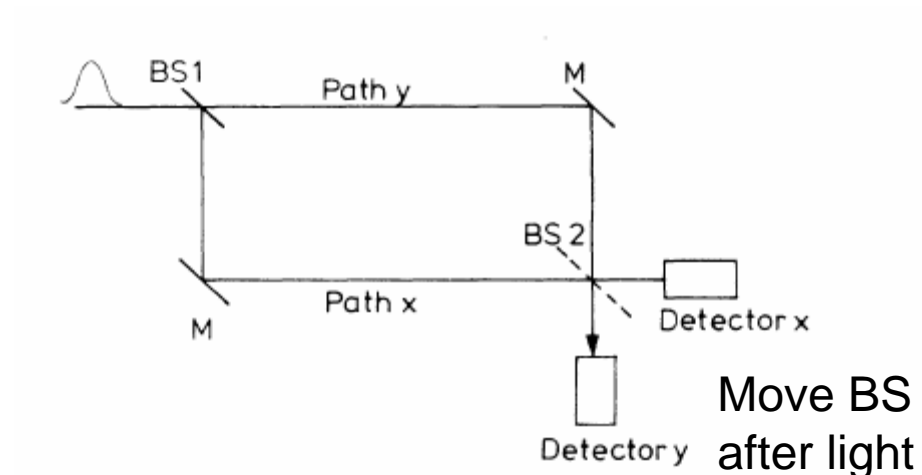 BS1
Path y
M
BS 2
Path x
M
Detector x
Detector y
Move BS
after light